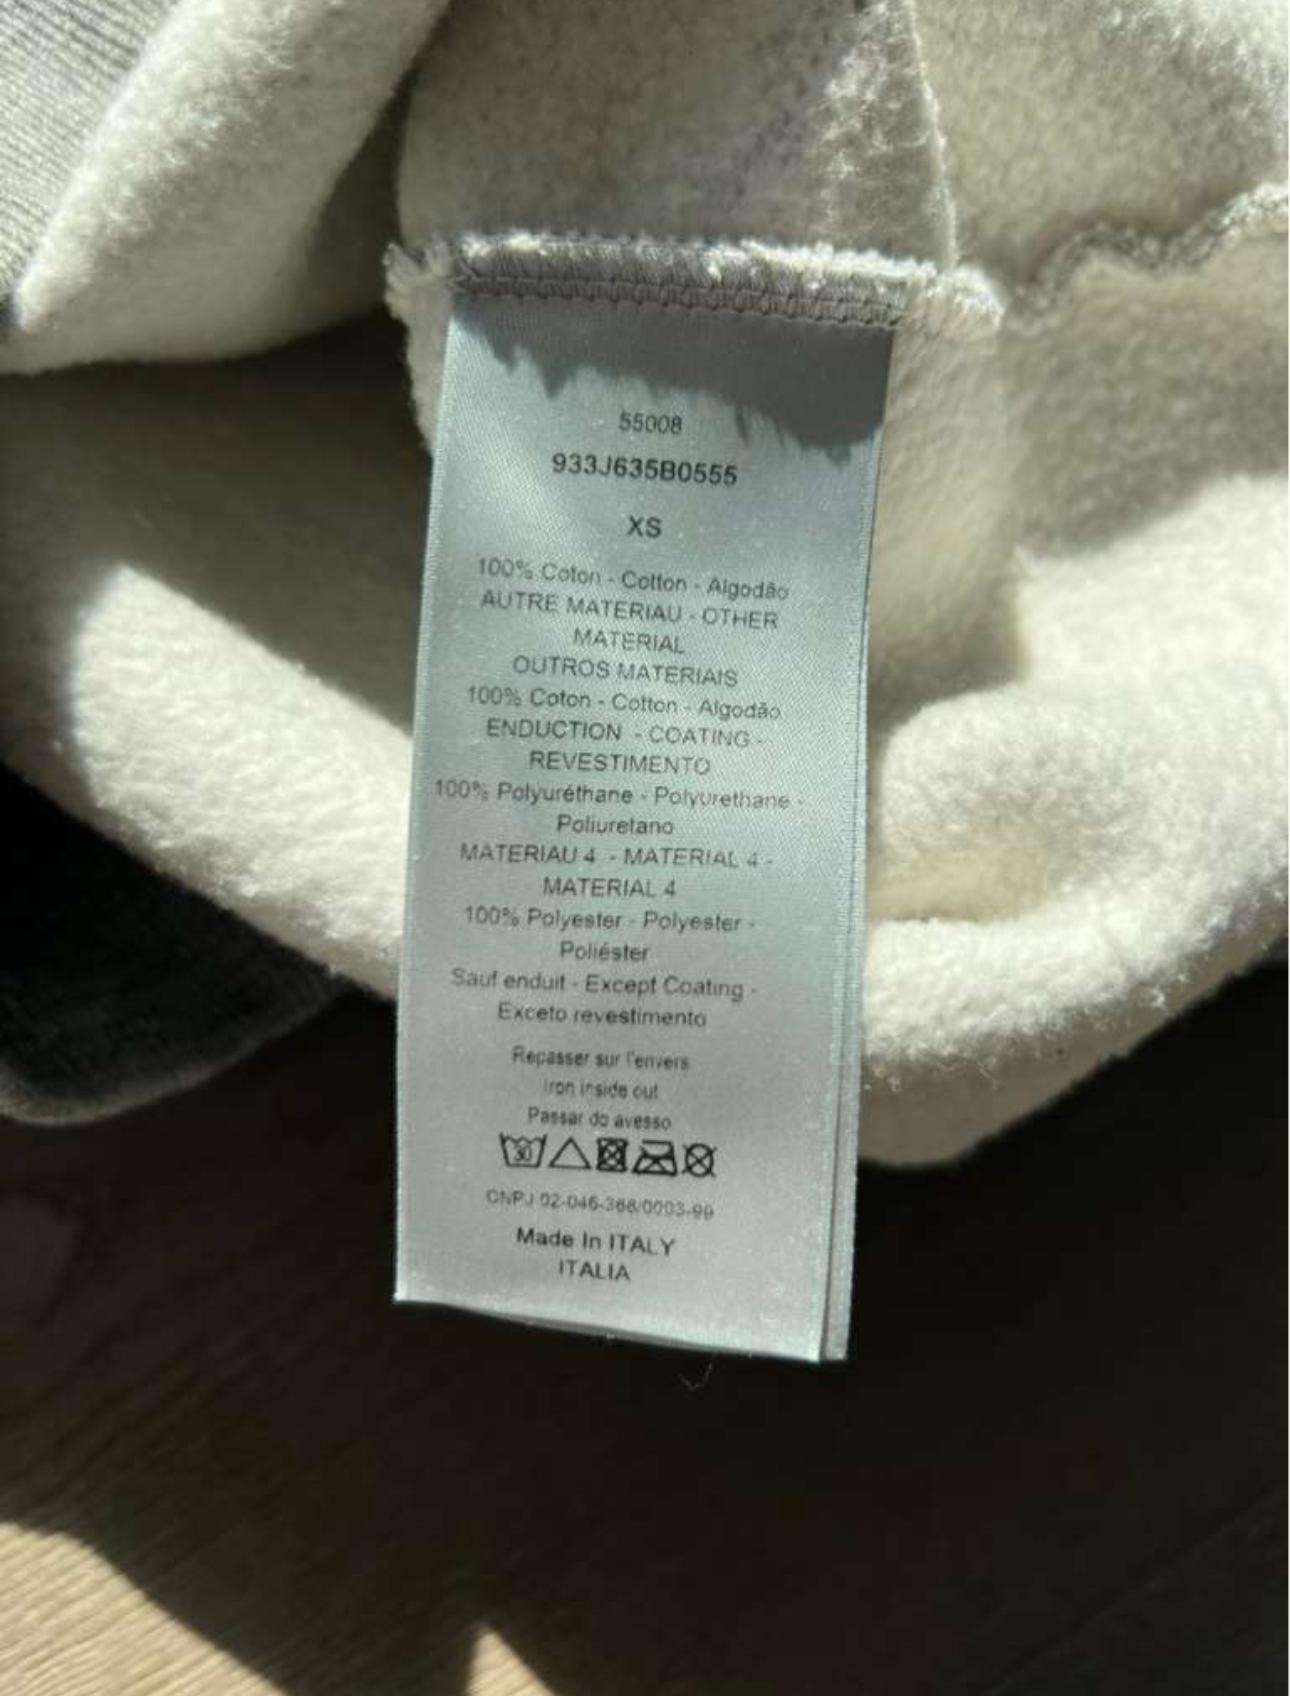 55008
933J635B0555
XS
100% Coton - Cotton - Algodão
AUTRE MATERIAU - OTHER
MATERIAL
OUTROS MATERIAIS
100% Coton - Cotton - Algodão
ENDUCTION - COATING -
REVESTIMENTO
100% Polyuréthane - Polyurethane -
Poliuretano
MATERIAU 4 - MATERIAL 4 -
MATERIAL 4
100% Polyester - Polyester -
Poliéster
Sauf enduit - Except Coating -
Exceto revestimento
Repasser sur l'envers
Iron inside out
Passar do avesso
30
CNPJ 02-046-368/0003-99
Made In ITALY
ITALIA